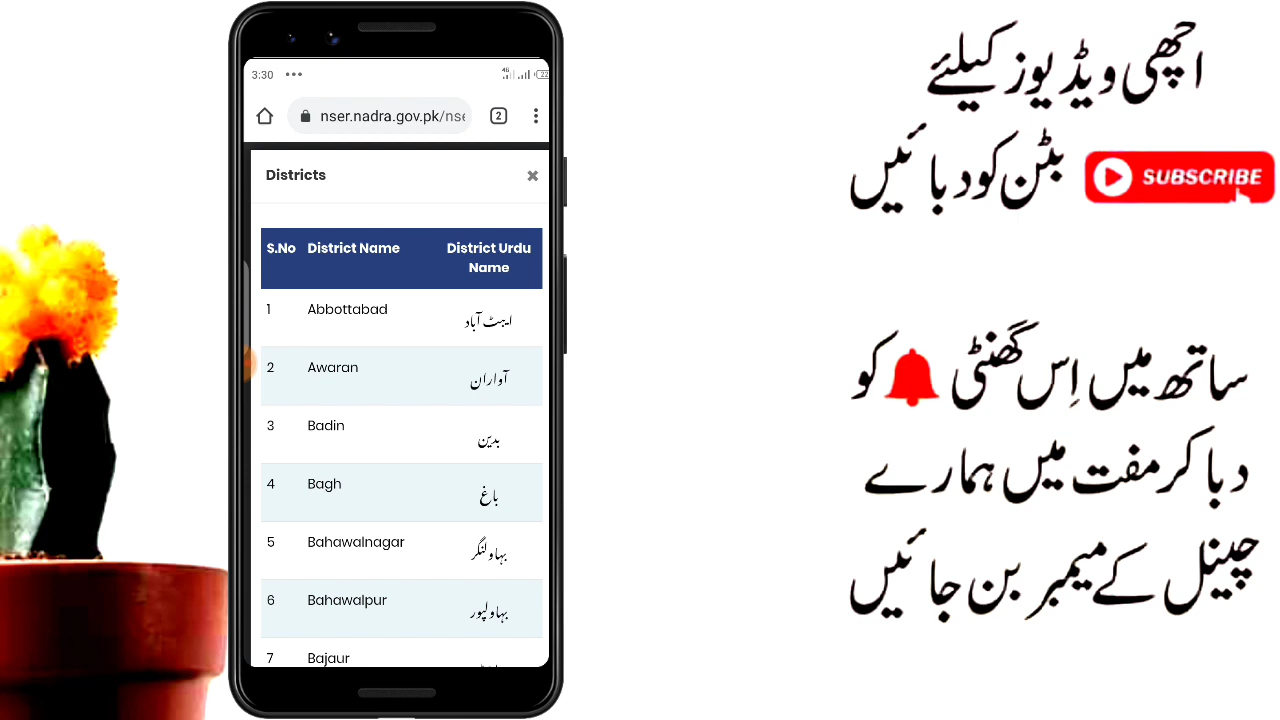 3:30
4G
22
nser.nadra.gov.pk/nse
2
Districts
S.No District Name District Urdu Name
1 Abbottabad ایبٹ آباد
2 Awaran آواران
3 Badin بدین
4 Bagh باغ
5 Bahawalnagar بہاولنگر
6 Bahawalpur بہاولپور
7 Bajaur
اچھی ویڈیوز کیلئے
SUBSCRIBE بٹن کو دبائیں
ساتھ میں اِس گھنٹی کو
دبا کر مفت میں ہمارے
چینل کے میمبر بن جائیں